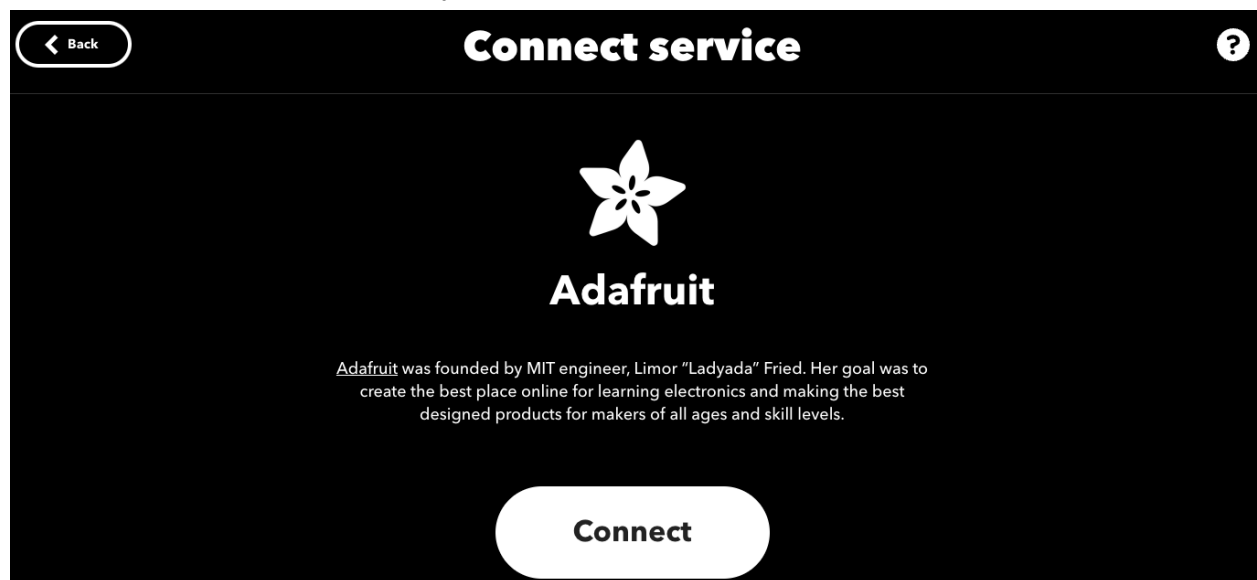 Back
Connect service
?
Adafruit
Adafruit was founded by MIT engineer, Limor "Ladyada" Fried. Her goal was to
create the best place online for learning electronics and making the best
designed products for makers of all ages and skill levels.
Connect